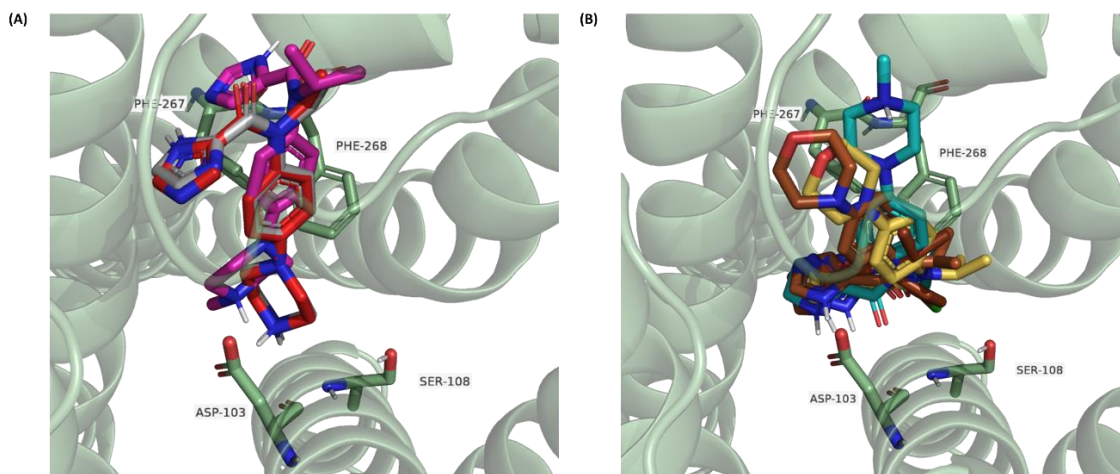 (A)
PHE-267
PHE-268
SER-108
ASP-103
(B)
PHE-267
PHE-268
SER-108
ASP-103